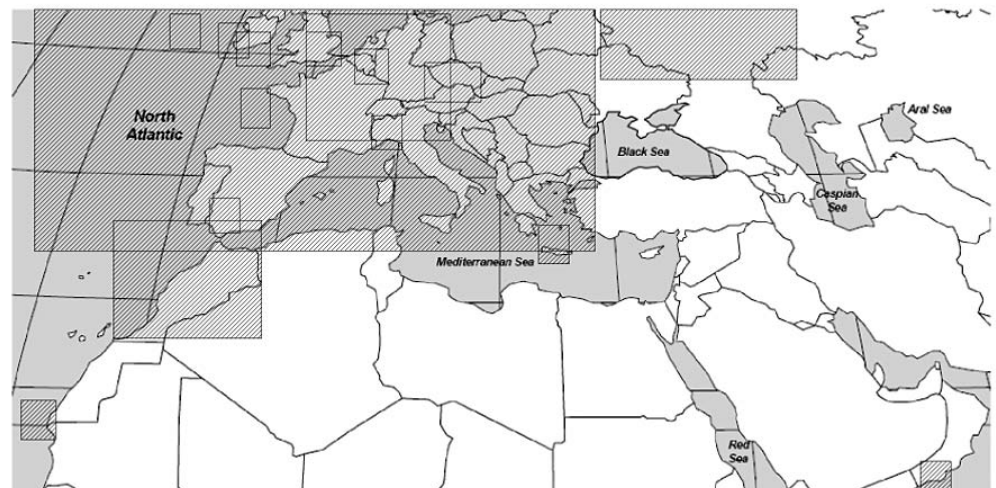 North
Atlantic
Black Sea
Aral Sea
Caspian
Sea
Mediterranean Sea
Red
Sea